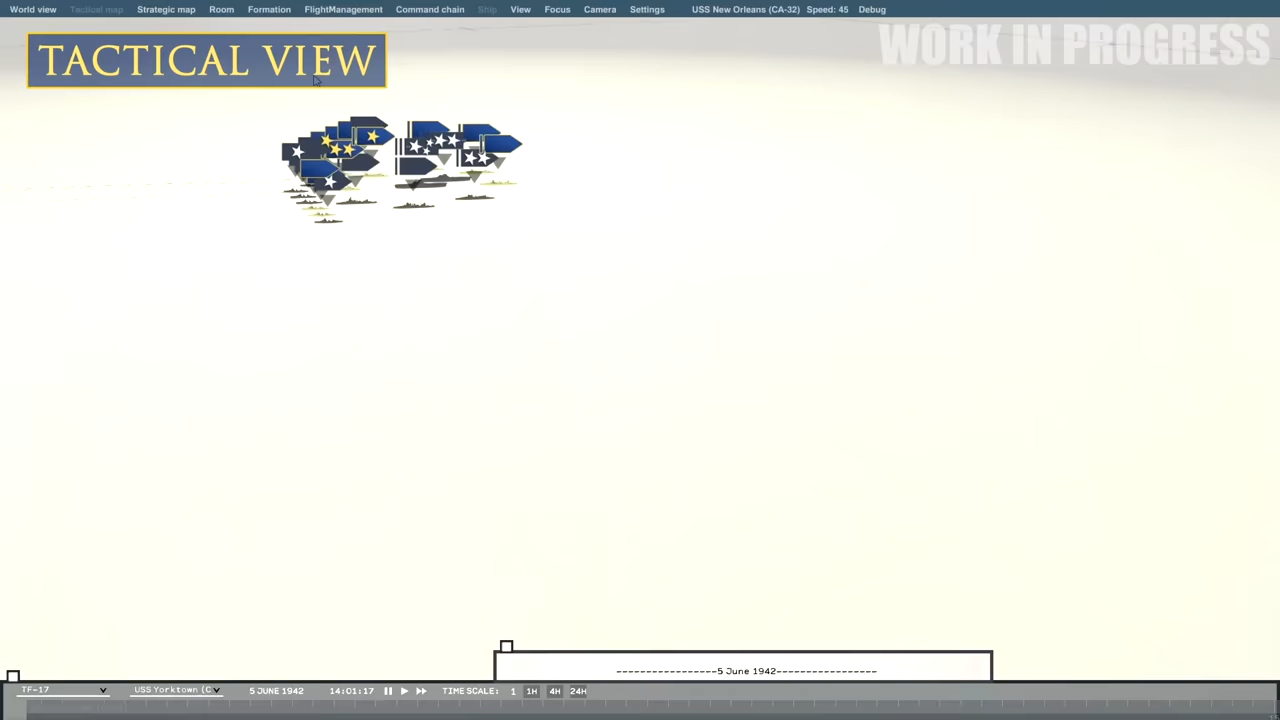 World view Tactical map Strategic map Room Formation FlightManagement Command chain Ship View Focus Camera Settings USS New Orleans (CA-32) Speed: 45 Debug
WORK IN PROGRESS
TACTICAL VIEW
-----------------5 June 1942-----------------
TF-17 USS Yorktown (C 5 JUNE 1942 14:01:17 TIME SCALE: 1 1H 4H 24H